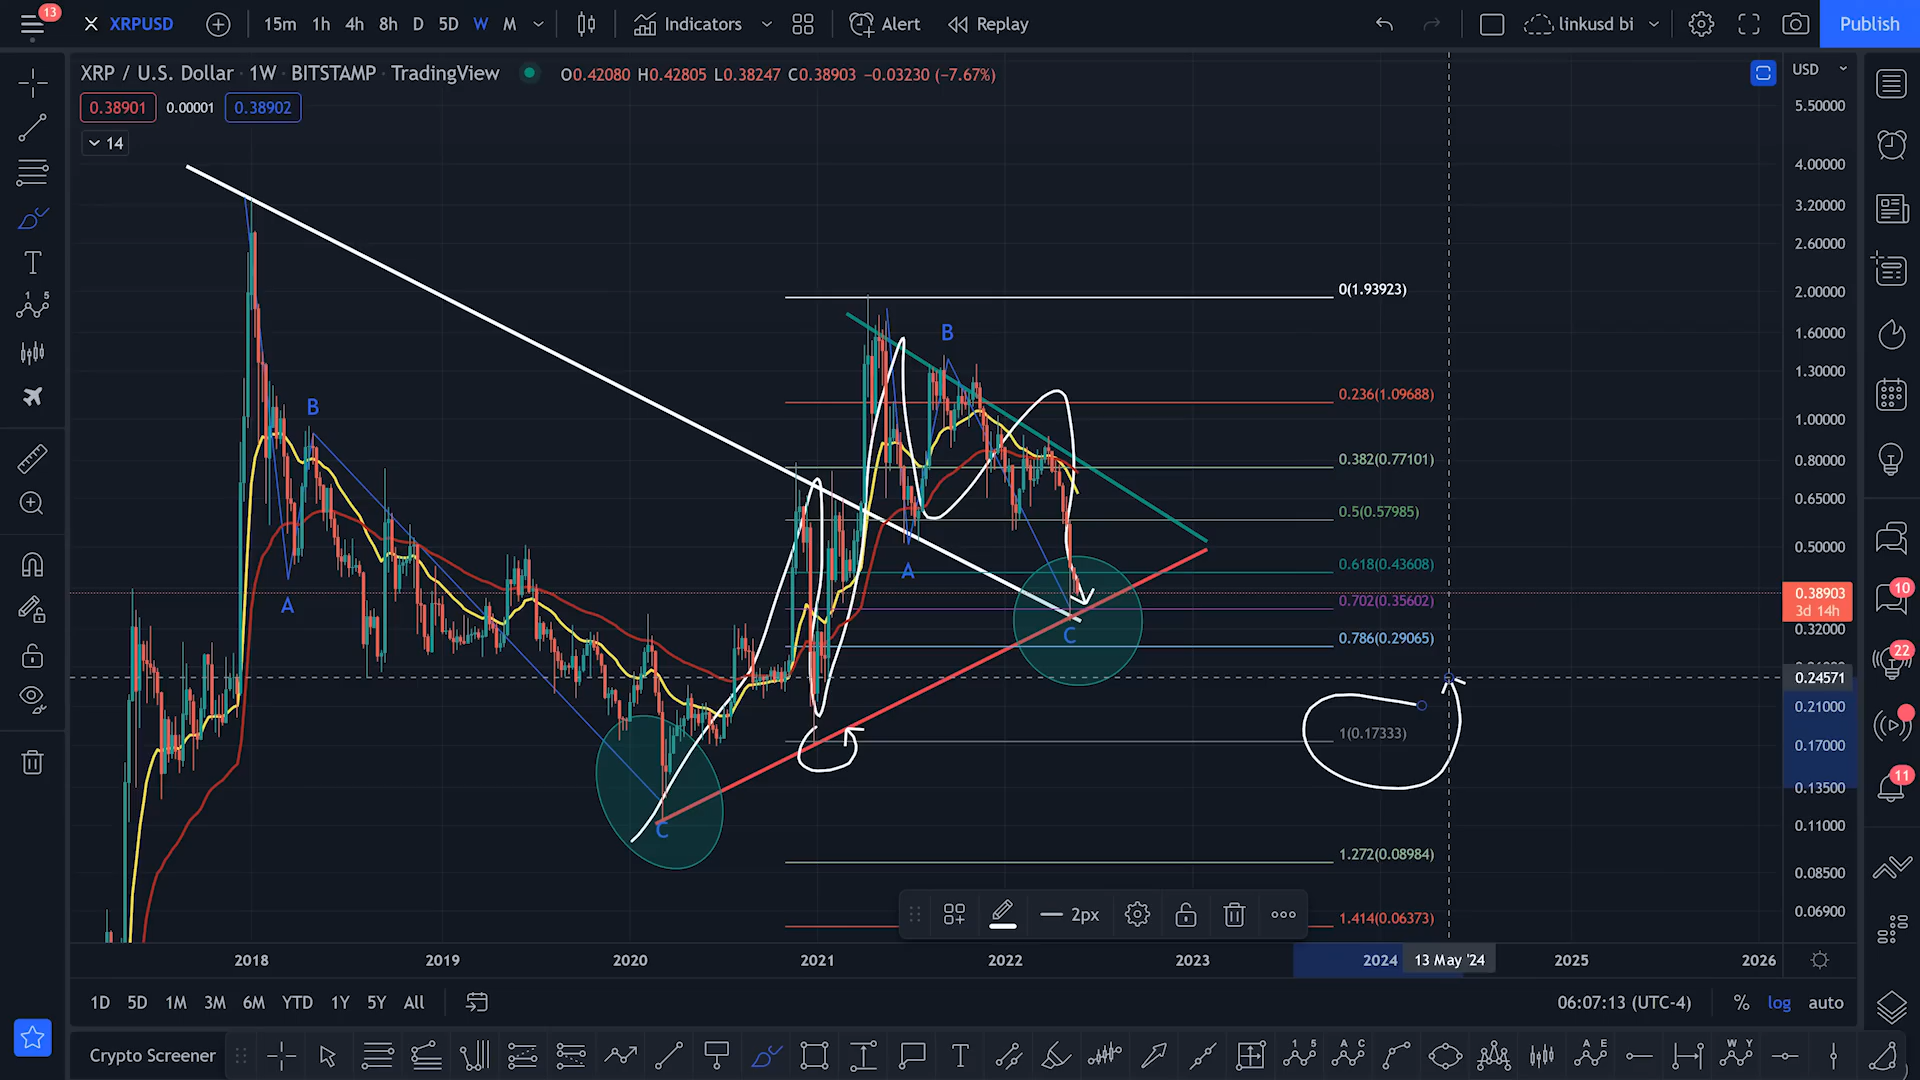 13
XRPUSD
15m 1h 4h 8h D 5D W M
Indicators
Alert
Replay
linkusd bi
Publish
XRP / U.S. Dollar · 1W · BITSTAMP · TradingView
O0.42080 H0.42805 L0.38247 C0.38903 −0.03230 (−7.67%)
USD
0.38901 0.00001 0.38902
14
5.50000
4.00000
3.20000
2.60000
2.00000
1.60000
1.30000
1.00000
0.80000
0.65000
0.50000
0.38903
3d 14h
0.32000
0.24571
0.21000
0.17000
0.13500
0.11000
0.08500
0.06900
0(1.93923)
0.236(1.09688)
0.382(0.77101)
0.5(0.57985)
0.618(0.43608)
0.702(0.35602)
0.786(0.29065)
1(0.17333)
1.272(0.08984)
1.414(0.06373)
B
B
A
A
C
C
10
22
11
2px
2018 2019 2020 2021 2022 2023 2024 13 May '24 2025 2026
1D 5D 1M 3M 6M YTD 1Y 5Y All
06:07:13 (UTC-4)
% log auto
Crypto Screener
T
1 5
A C
A E
W Y